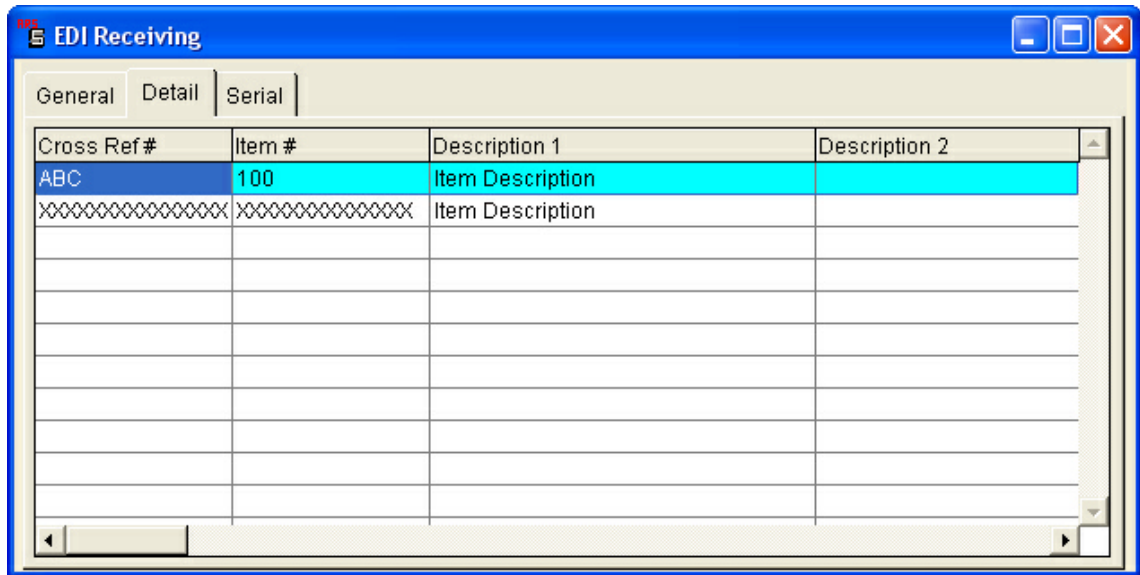 EDI Receiving
General Detail Serial
Cross Ref # Item # Description 1 Description 2
ABC 100 Item Description
XXXXXXXXXXXXXXX XXXXXXXXXXXXXX Item Description